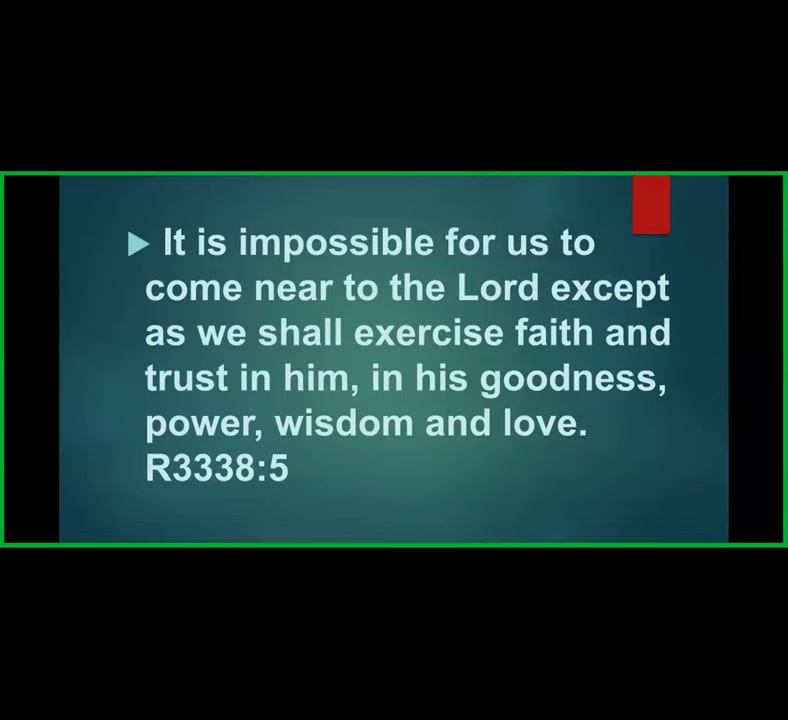 It is impossible for us to
come near to the Lord except
as we shall exercise faith and
trust in him, in his goodness,
power, wisdom and love.
R3338:5